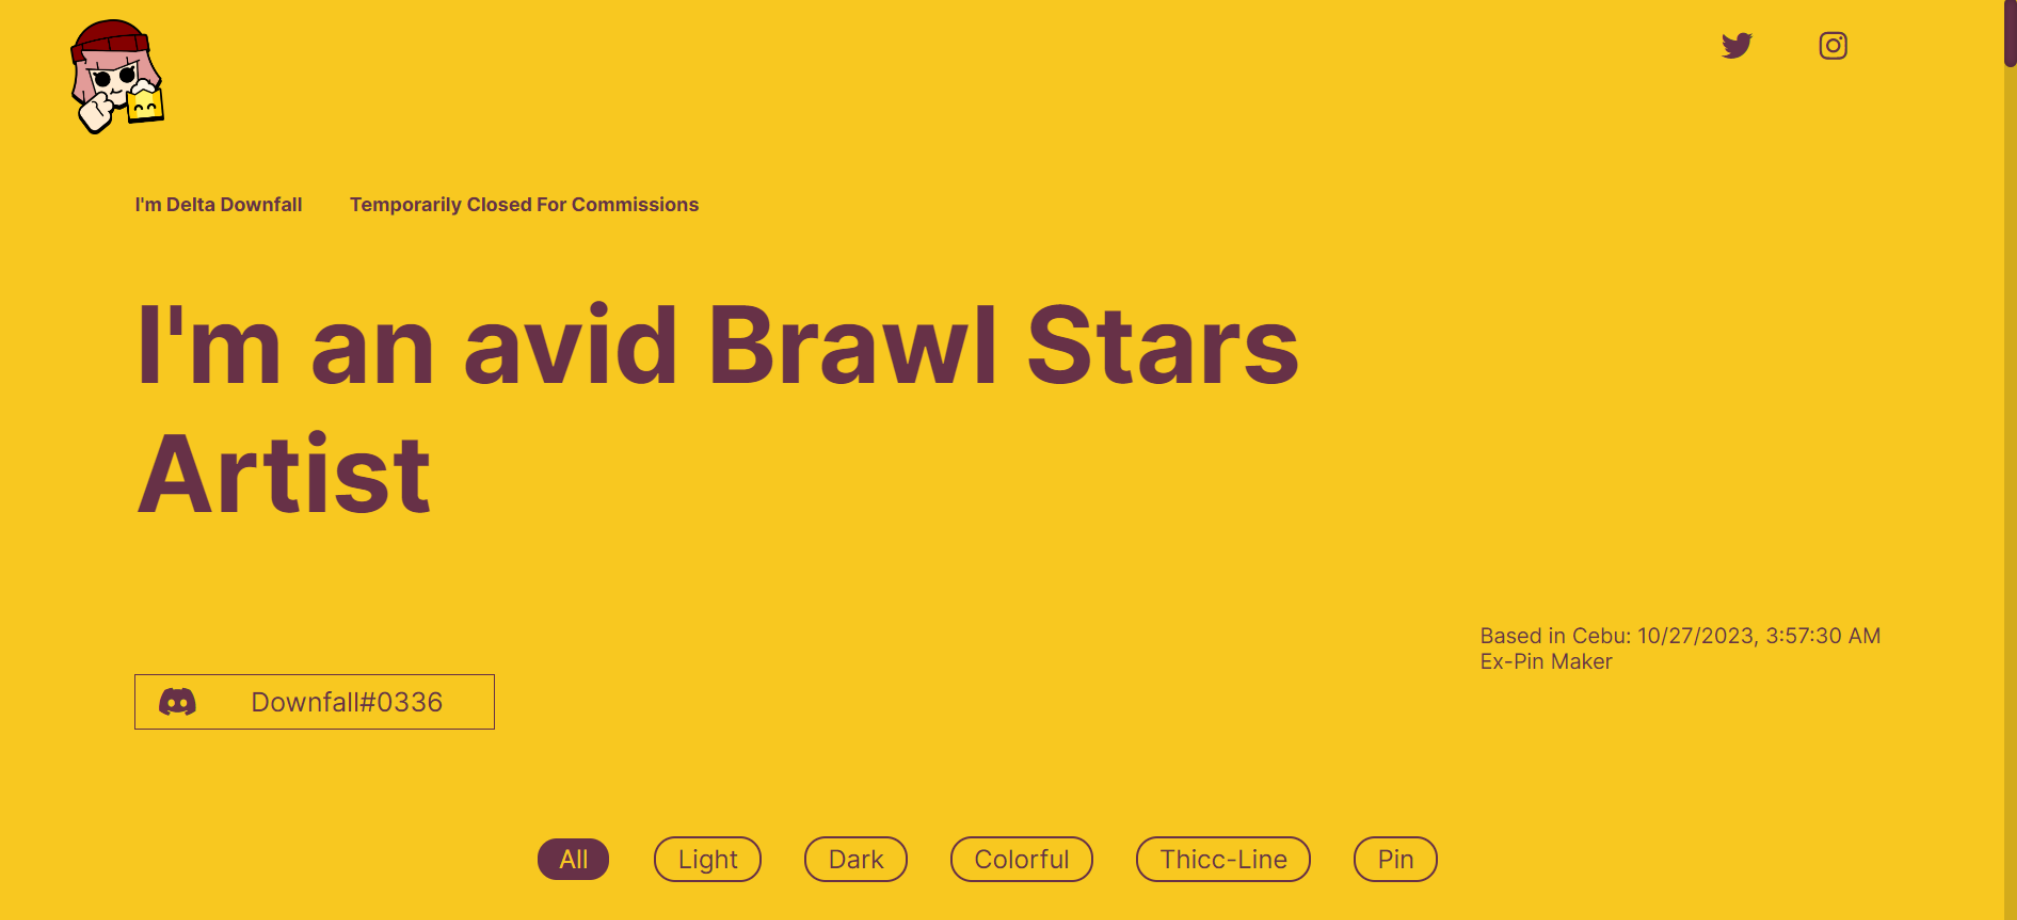 I'm Delta Downfall
Temporarily Closed For Commissions
I'm an avid Brawl Stars
Artist
Based in Cebu: 10/27/2023, 3:57:30 AM
Ex-Pin Maker
Downfall#0336
All
Light
Dark
Colorful
Thicc-Line
Pin